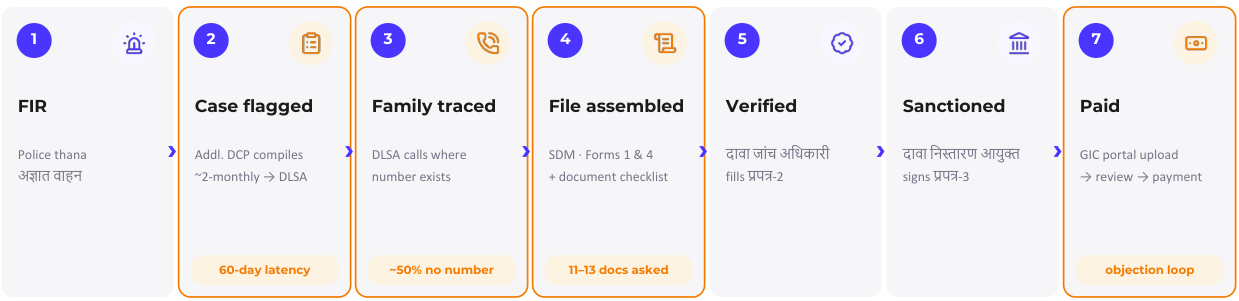 1
FIR
Police thana
अज्ञात वाहन
2
Case flagged
Addl. DCP compiles
~2-monthly → DLSA
60-day latency
3
Family traced
DLSA calls where
number exists
~50% no number
4
File assembled
SDM · Forms 1 & 4
+ document checklist
11–13 docs asked
5
Verified
दावा जांच अधिकारी
fills प्रपत्र-2
6
Sanctioned
दावा निस्तारण आयुक्त
signs प्रपत्र-3
7
Paid
GIC portal upload
→ review → payment
objection loop